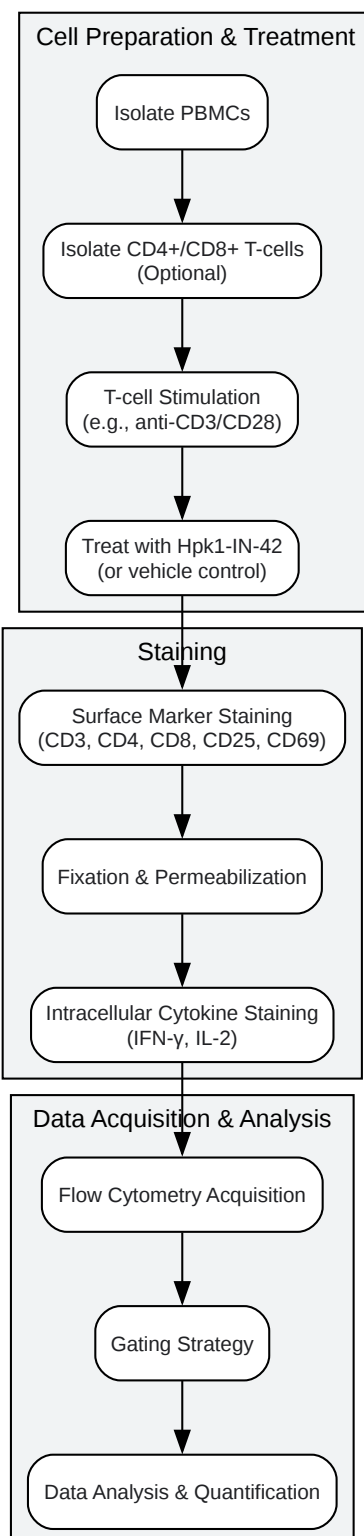 Cell Preparation & Treatment
Isolate PBMCs
Isolate CD4+/CD8+ T-cells
(Optional)
T-cell Stimulation
(e.g., anti-CD3/CD28)
Treat with Hpk1-IN-42
(or vehicle control)
Staining
Surface Marker Staining
(CD3, CD4, CD8, CD25, CD69)
Fixation & Permeabilization
Intracellular Cytokine Staining
(IFN-γ, IL-2)
Data Acquisition & Analysis
Flow Cytometry Acquisition
Gating Strategy
Data Analysis & Quantification